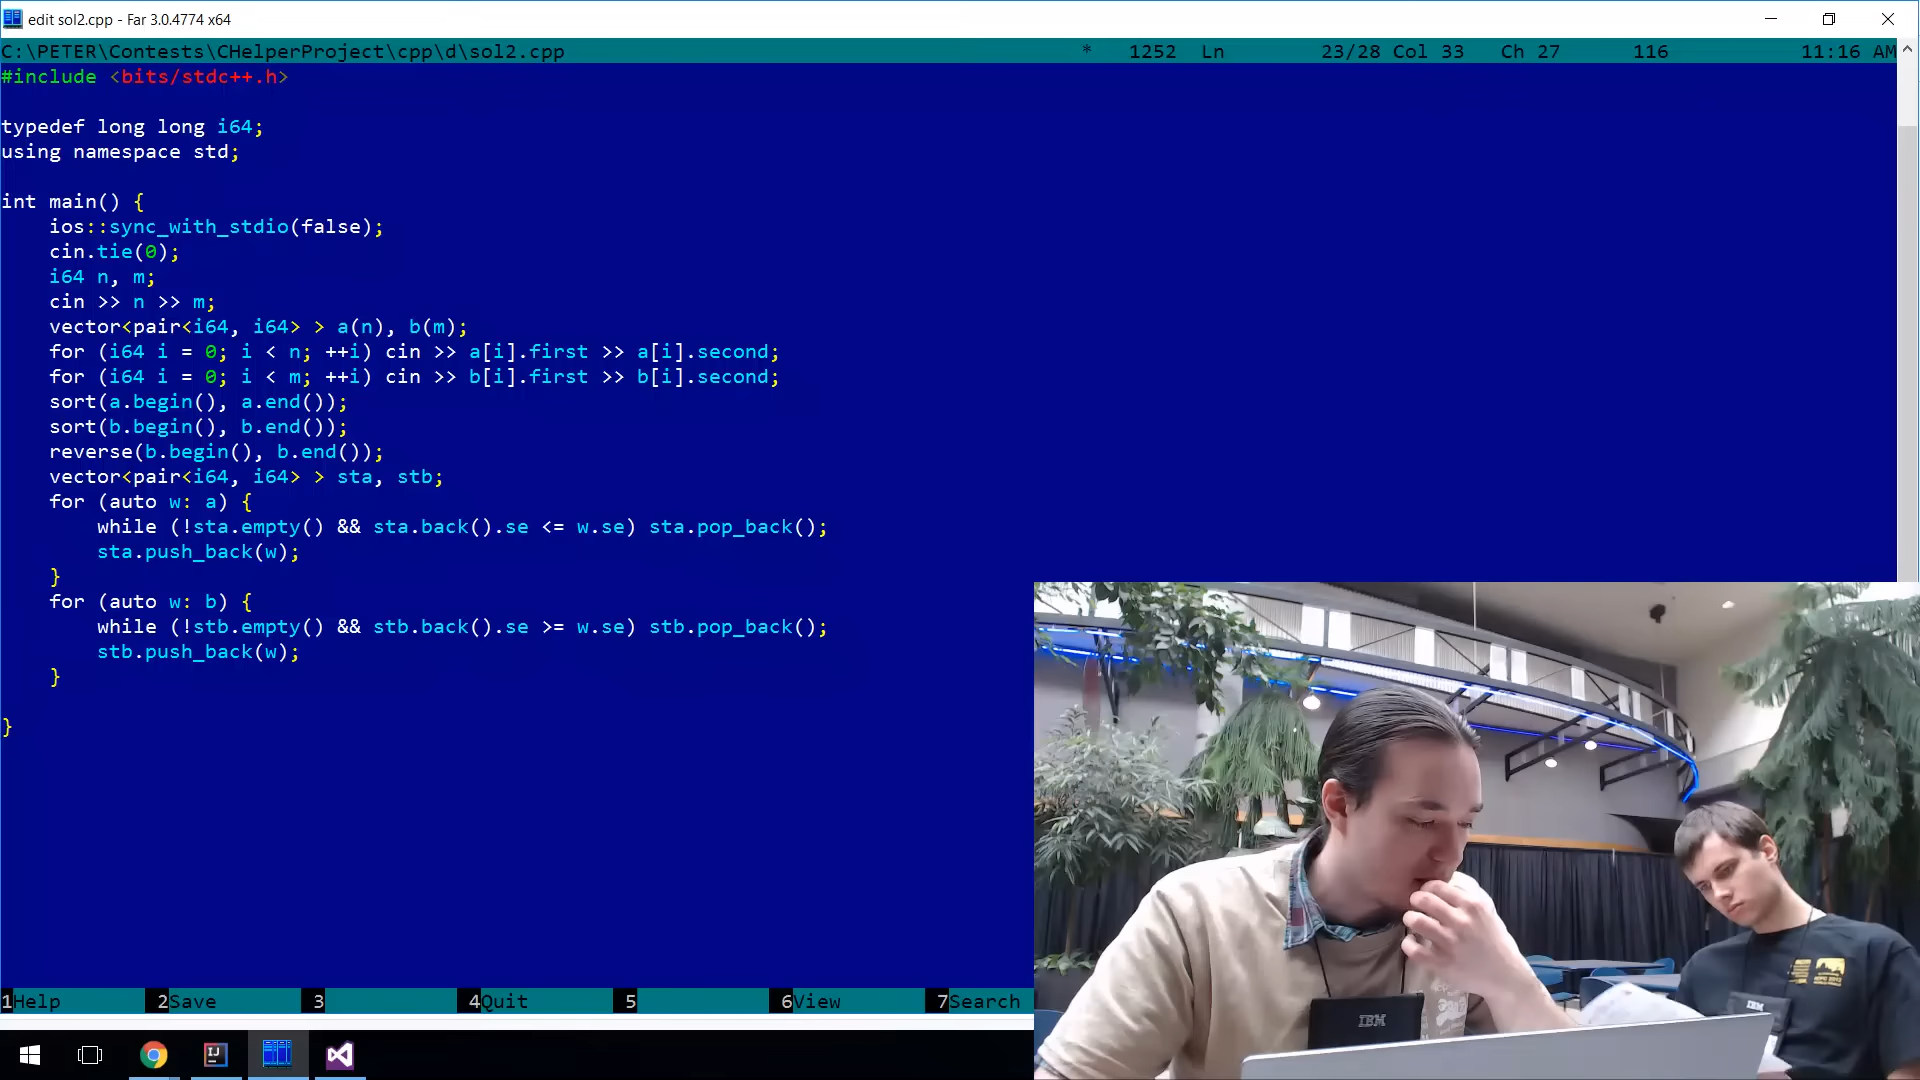 edit sol2.cpp - Far 3.0.4774 x64
C:\PETER\Contests\CHelperProject\cpp\d\sol2.cpp * 1252 Ln 23/28 Col 33 Ch 27 116 11:16 AM
#include <bits/stdc++.h>
typedef long long i64;
using namespace std;
int main() {
    ios::sync_with_stdio(false);
    cin.tie(0);
    i64 n, m;
    cin >> n >> m;
    vector<pair<i64, i64> > a(n), b(m);
    for (i64 i = 0; i < n; ++i) cin >> a[i].first >> a[i].second;
    for (i64 i = 0; i < m; ++i) cin >> b[i].first >> b[i].second;
    sort(a.begin(), a.end());
    sort(b.begin(), b.end());
    reverse(b.begin(), b.end());
    vector<pair<i64, i64> > sta, stb;
    for (auto w: a) {
        while (!sta.empty() && sta.back().se <= w.se) sta.pop_back();
        sta.push_back(w);
    }
    for (auto w: b) {
        while (!stb.empty() && stb.back().se >= w.se) stb.pop_back();
        stb.push_back(w);
    }
}
1Help 2Save 3 4Quit 5 6View 7Search
IJ
IBM
IBM